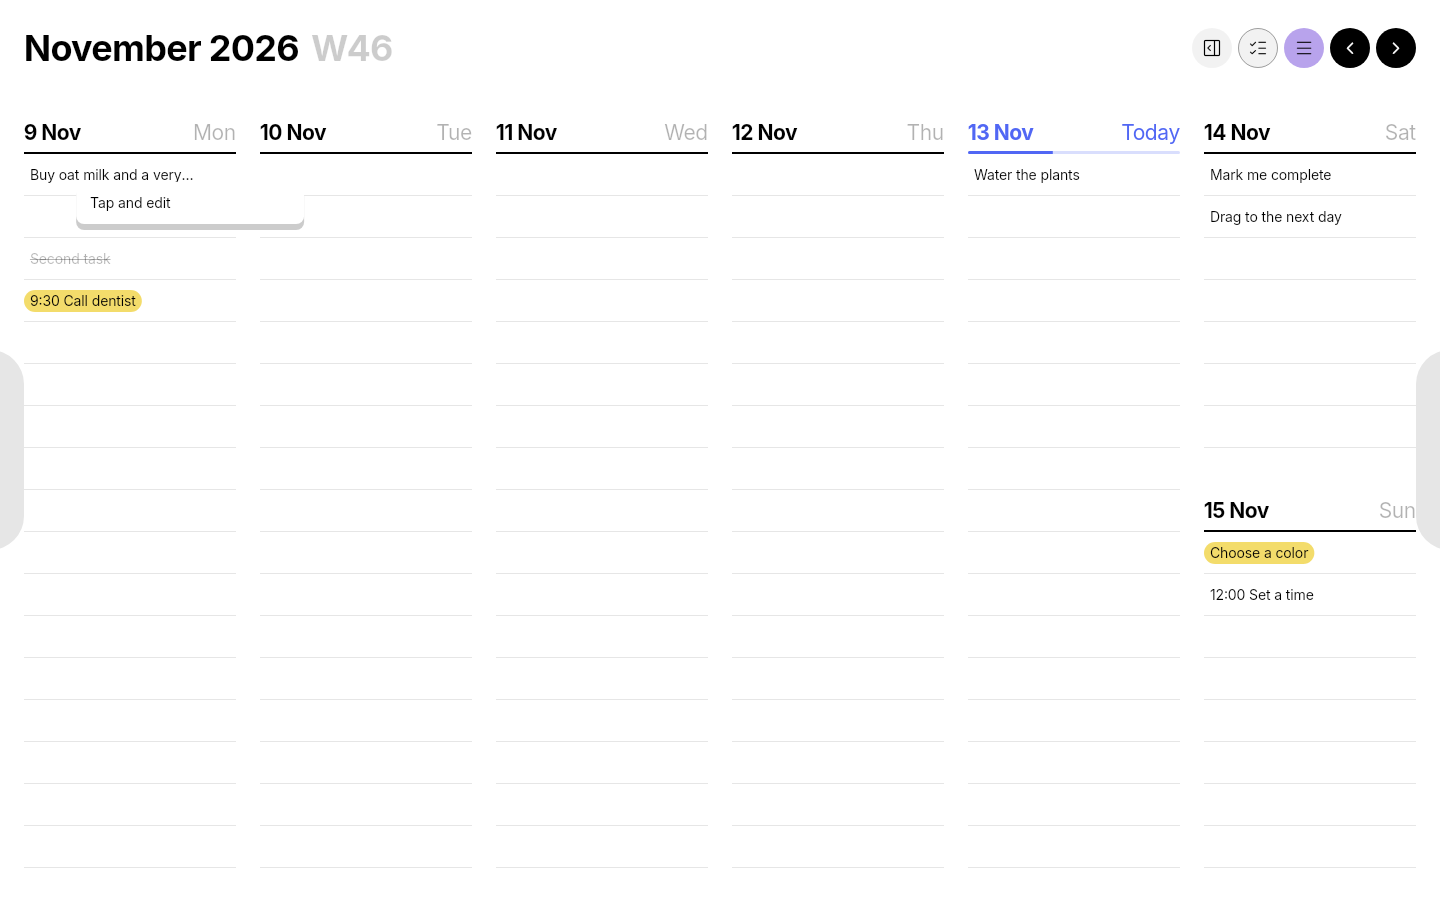 November 2026 W46
9 Nov Mon
Buy oat milk and a very...
Tap and edit
Second task
9:30 Call dentist
10 Nov Tue
11 Nov Wed
12 Nov Thu
13 Nov Today
Water the plants
14 Nov Sat
Mark me complete
Drag to the next day
15 Nov Sun
Choose a color
12:00 Set a time